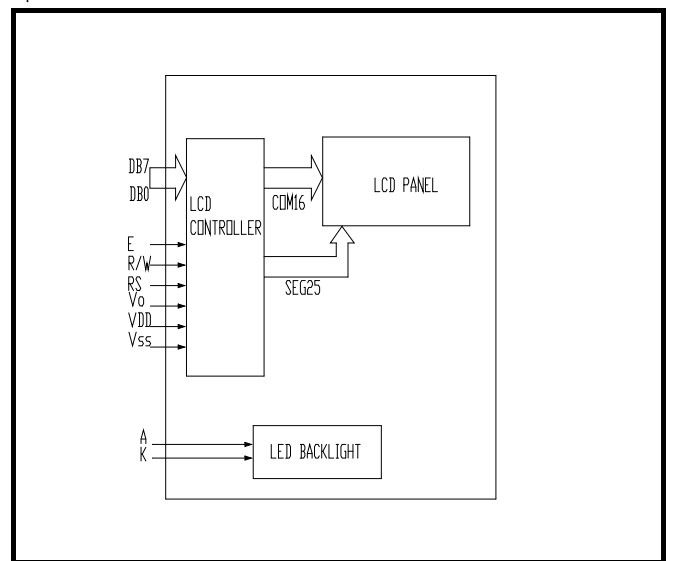 DB7
DB0
LCD
CONTROLLER
COM16
LCD PANEL
SEG25
E
R/W
RS
Vo
VDD
Vss
A
K
LED BACKLIGHT